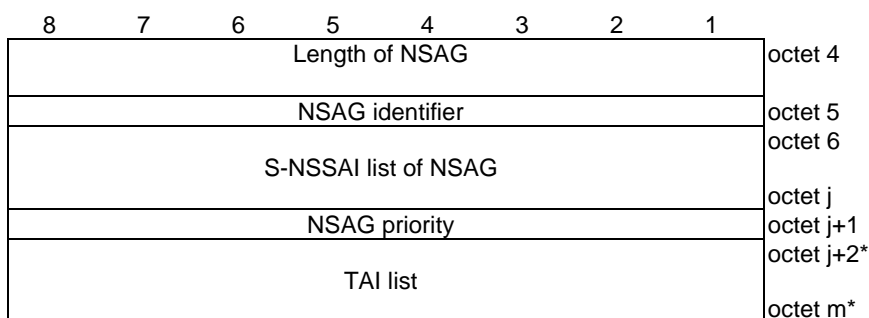 8 7 6 5 4 3 2 1
Length of NSAG octet 4
NSAG identifier octet 5
octet 6
S-NSSAI list of NSAG
octet j
NSAG priority octet j+1
octet j+2*
TAI list
octet m*